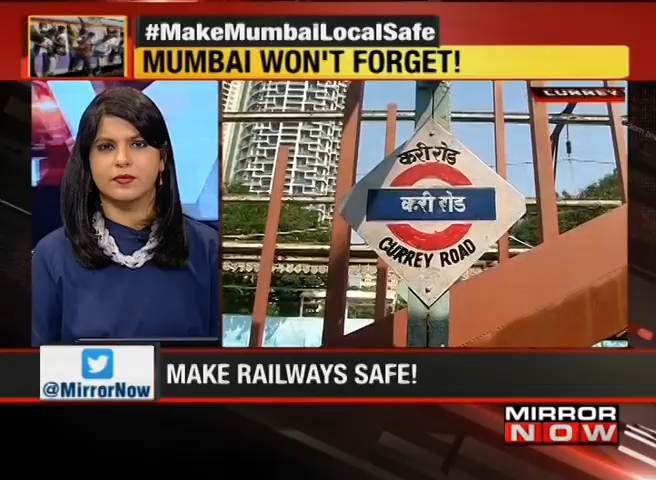 #MakeMumbaiLocalSafe
MUMBAI WON'T FORGET!
CURREY
करी रोड
करी रोड
CURREY ROAD
@MirrorNow
MAKE RAILWAYS SAFE!
MIRROR
NOW